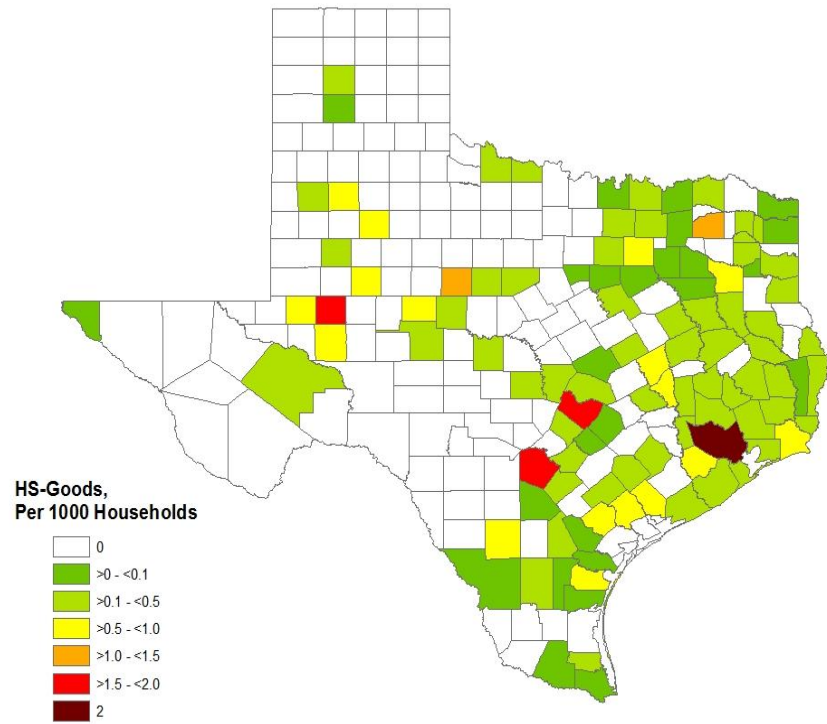 HS-Goods,
Per 1000 Households
0
>0 - <0.1
>0.1 - <0.5
>0.5 - <1.0
>1.0 - <1.5
>1.5 - <2.0
2